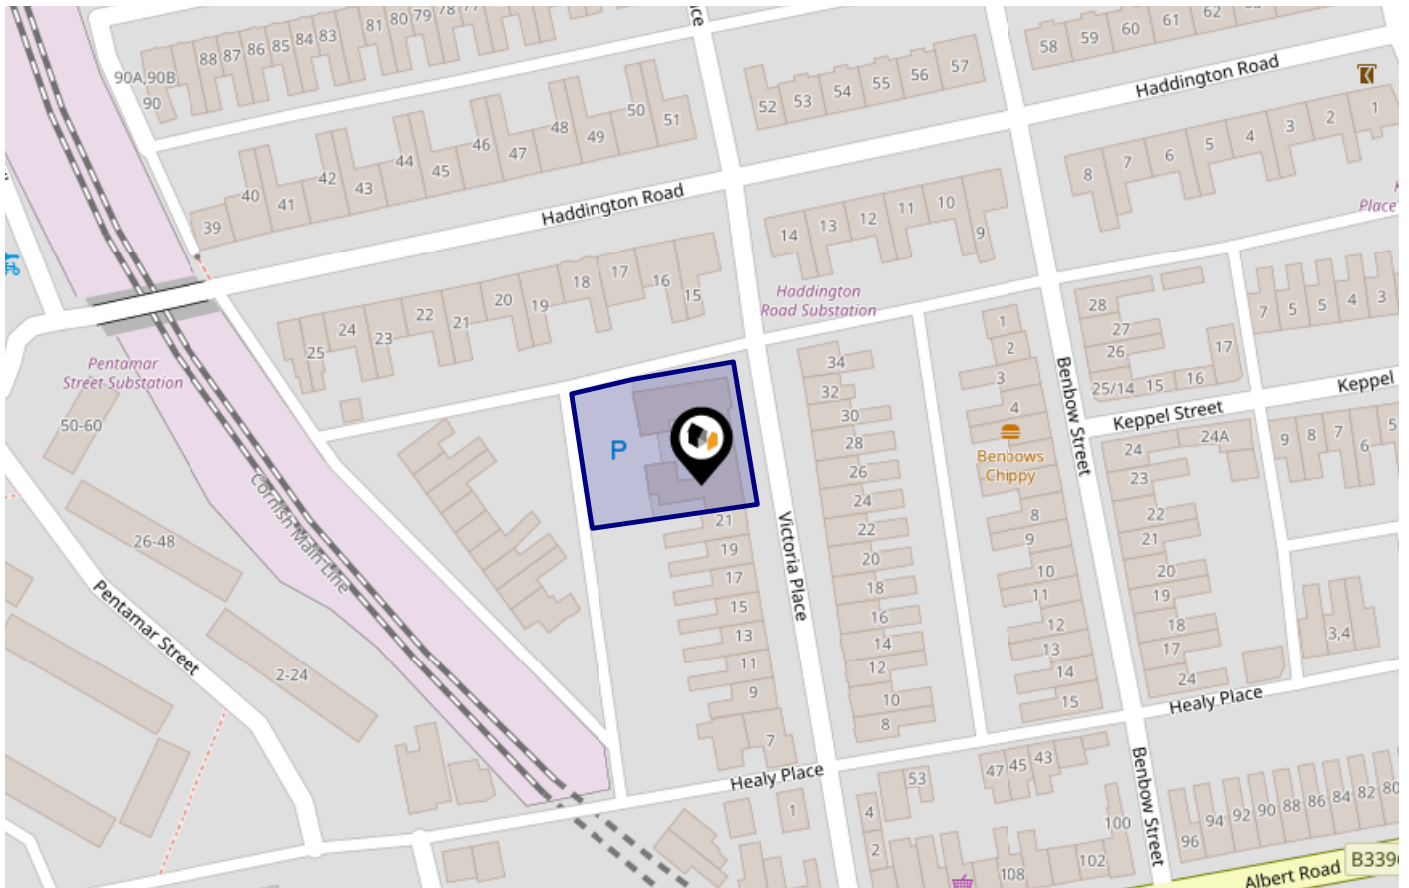 81 80 79 78 77
88 87 86 85 84 83
90A,90B
90
58 59 60 61 62
52 53 54 55 56 57
Haddington Road
50 51
48 49
46 47
44 45
42 43
40 41
39
Haddington Road
8 7 6 5 4 3 2 1
Place
14 13 12 11 10 9
18 17 16 15
20 19
22 21
24 23
25
Haddington
Road Substation
Pentamar
Street Substation
50-60
26-48
2-24
Cornish Main Line
Pentamar Street
P
21
19
17
15
13
11
9
7
Victoria Place
34
32
30
28
26
24
22
20
18
16
14
12
10
8
1
2
3
4
Benbows
Chippy
8
9
10
11
12
13
14
15
Benbow Street
28
27
26
25/14 15 16 17
7 5 5 4 3
Keppel Street
Keppel
24 24A
23
22
21
20
19
18
17
24
9 8 7 6 5
3,4
Healy Place
Healy Place
Benbow Street
1
53
47 45 43
4
2
108
102
100
96 94 92 90 88 86 84 82 80
Albert Road
B339